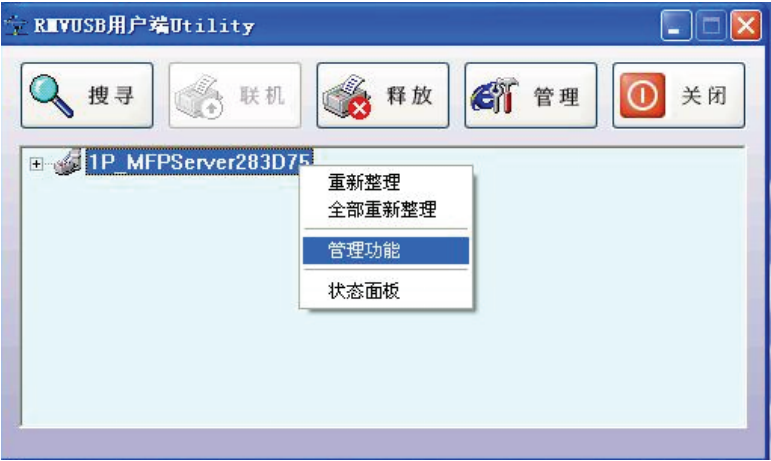 RMVUSB用户端Utility
搜寻 联机 释放 管理 关闭
1P_MFPServer283D75
重新整理
全部重新整理
管理功能
状态面板